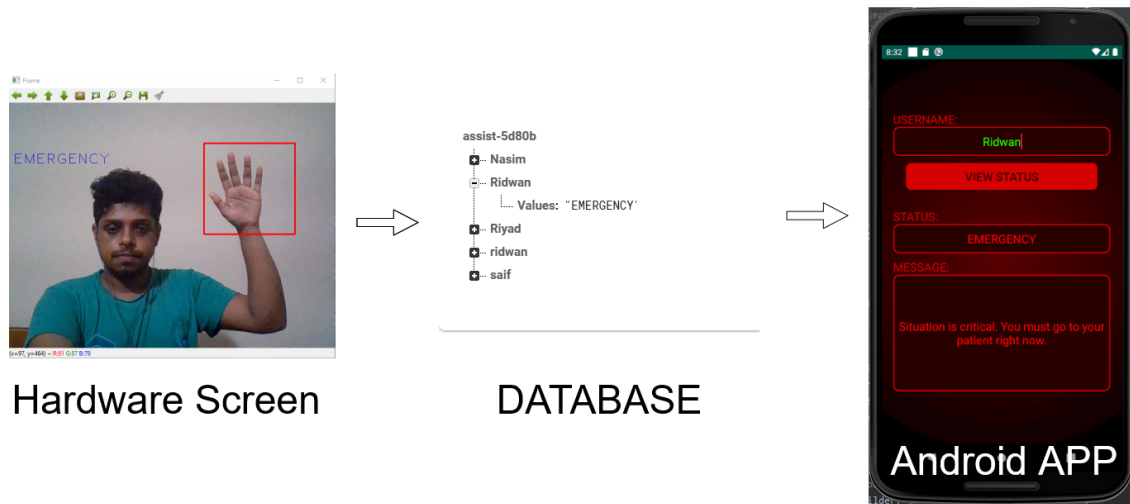 Frame
EMERGENCY
(x=97, y=464) ~ R:91 G:87 B:79
Hardware Screen
assist-5d80b
Nasim
Ridwan
Values: "EMERGENCY"
Riyad
ridwan
saif
DATABASE
8:32
USERNAME:
Ridwan
VIEW STATUS
STATUS:
EMERGENCY
MESSAGE:
Situation is critical. You must go to your
patient right now.
Android APP